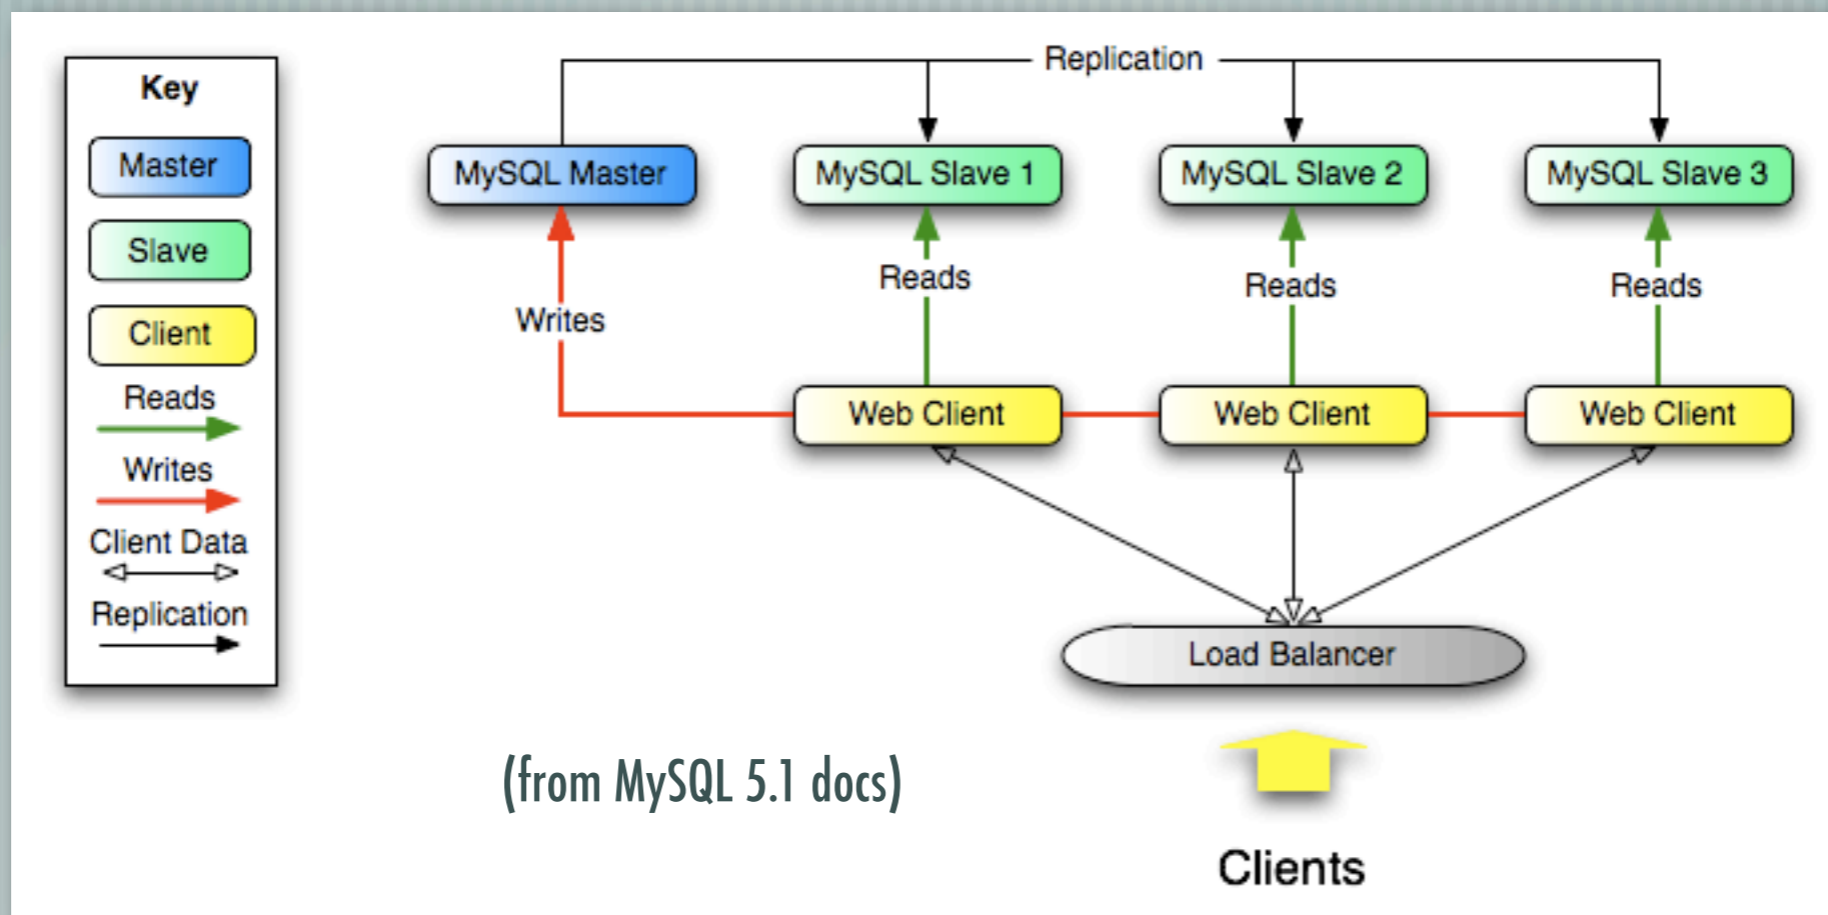 Key
Master
Slave
Client
Reads
Writes
Client Data
Replication
Replication
MySQL Master
MySQL Slave 1
MySQL Slave 2
MySQL Slave 3
Reads
Reads
Reads
Writes
Web Client
Web Client
Web Client
Load Balancer
(from MySQL 5.1 docs)
Clients